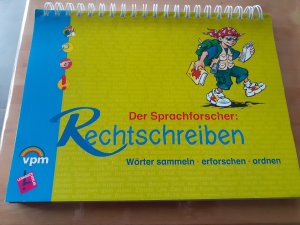 Der Sprachforscher:
Rechtschreiben
Wörter sammeln · erforschen · ordnen
vpm